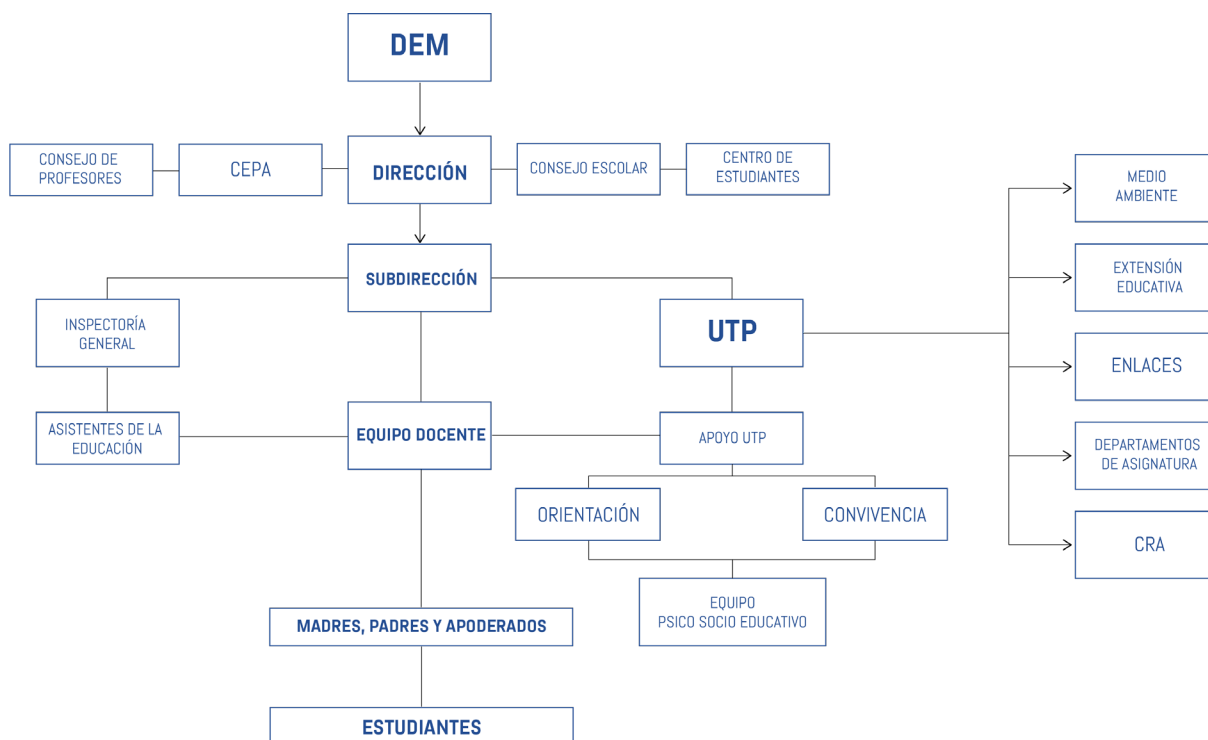 DEM
CONSEJO DE
PROFESORES
CEPA
DIRECCIÓN
CONSEJO ESCOLAR
CENTRO DE
ESTUDIANTES
MEDIO
AMBIENTE
SUBDIRECCIÓN
EXTENSIÓN
EDUCATIVA
INSPECTORÍA
GENERAL
UTP
ENLACES
ASISTENTES DE LA
EDUCACIÓN
EQUIPO DOCENTE
APOYO UTP
DEPARTAMENTOS
DE ASIGNATURA
ORIENTACIÓN
CONVIVENCIA
CRA
EQUIPO
PSICO SOCIO EDUCATIVO
MADRES, PADRES Y APODERADOS
ESTUDIANTES